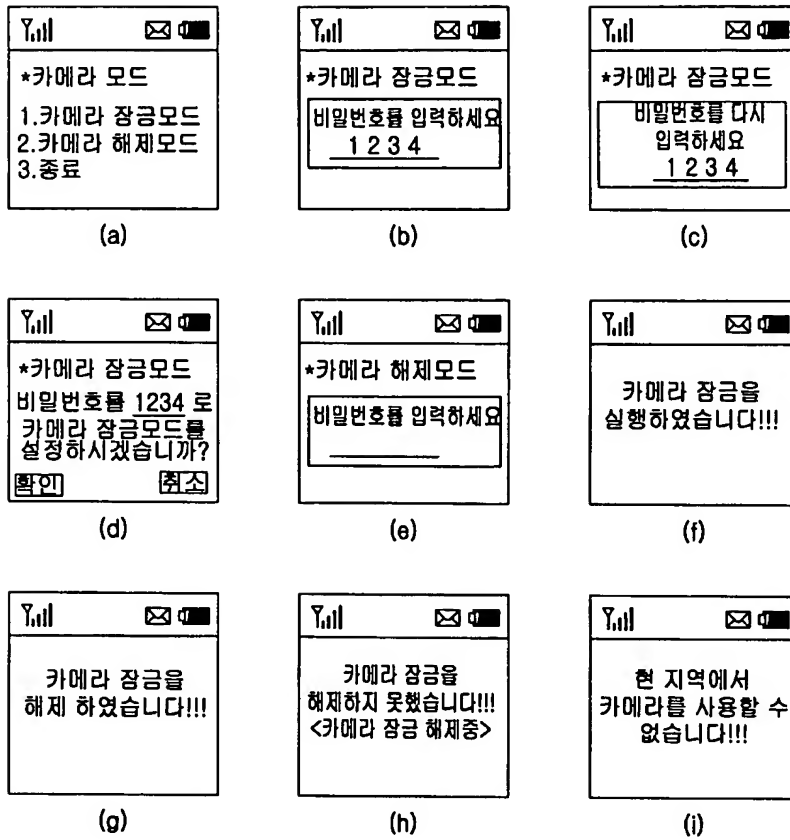 *카메라 모드
1.카메라 잠금모드
2.카메라 해제모드
3.종료
(a)
*카메라 잠금모드
비밀번호를 입력하세요
1 2 3 4
(b)
*카메라 잠금모드
비밀번호를 다시
입력하세요
1 2 3 4
(c)
*카메라 잠금모드
비밀번호를 1234 로
카메라 잠금모드를
설정하시겠습니까?
확인 취소
(d)
*카메라 해제모드
비밀번호를 입력하세요
(e)
카메라 잠금을
실행하였습니다!!!
(f)
카메라 잠금을
해제 하였습니다!!!
(g)
카메라 잠금을
해제하지 못했습니다!!!
<카메라 잠금 해제중>
(h)
현 지역에서
카메라를 사용할 수
없습니다!!!
(i)